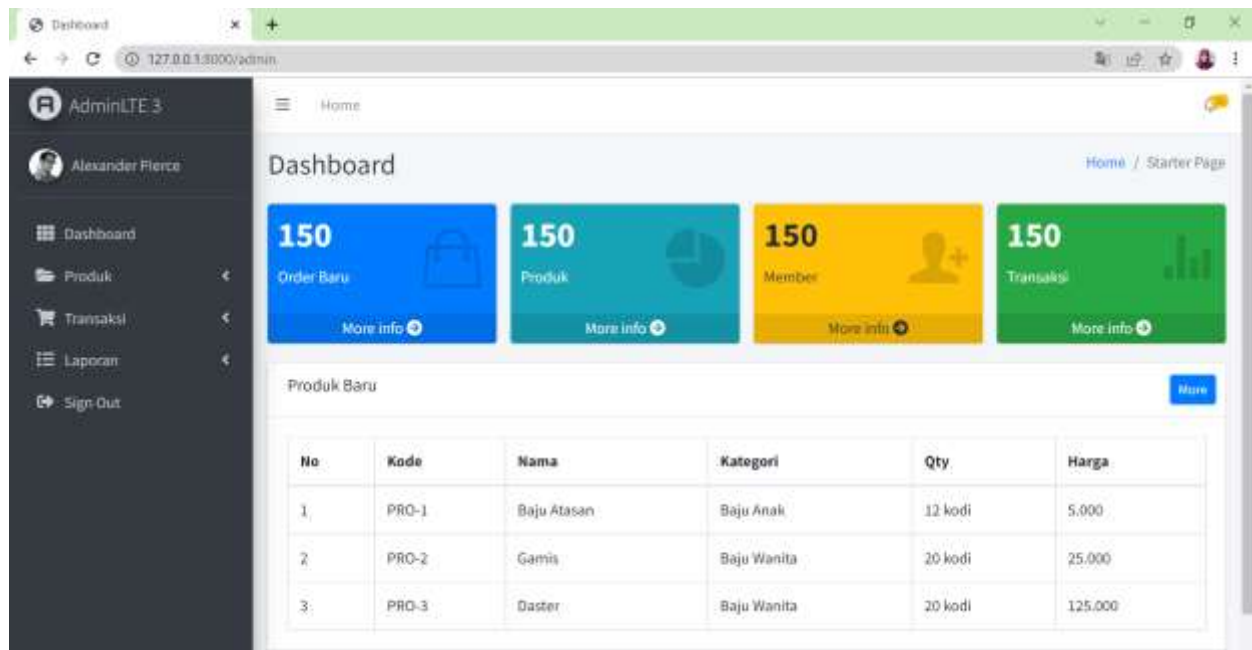 Dashboard
127.0.0.1:8000/admin
AdminLTE 3
Home
Alexander Pierce
Dashboard
Home / Starter Page
Dashboard
Produk
Transaksi
Laporan
Sign Out
150
Order Baru
More info
150
Produk
More info
150
Member
More info
150
Transaksi
More info
Produk Baru
More
No Kode Nama Kategori Qty Harga
1 PRO-1 Baju Atasan Baju Anak 12 kodi 5.000
2 PRO-2 Gamis Baju Wanita 20 kodi 25.000
3 PRO-3 Daster Baju Wanita 20 kodi 125.000